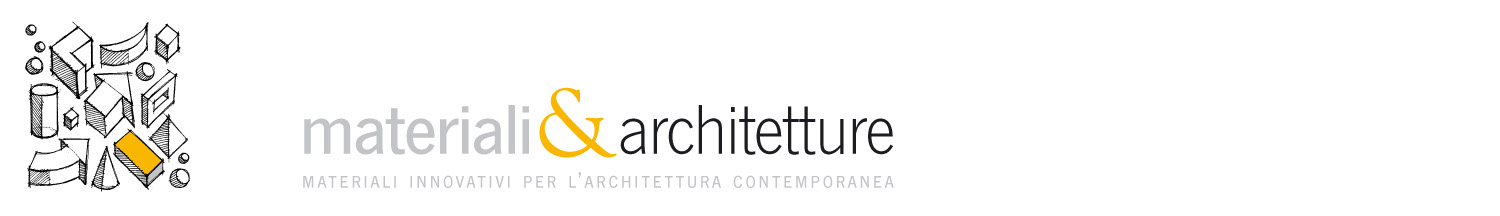 materiali&architetture
MATERIALI INNOVATIVI PER L'ARCHITETTURA CONTEMPORANEA